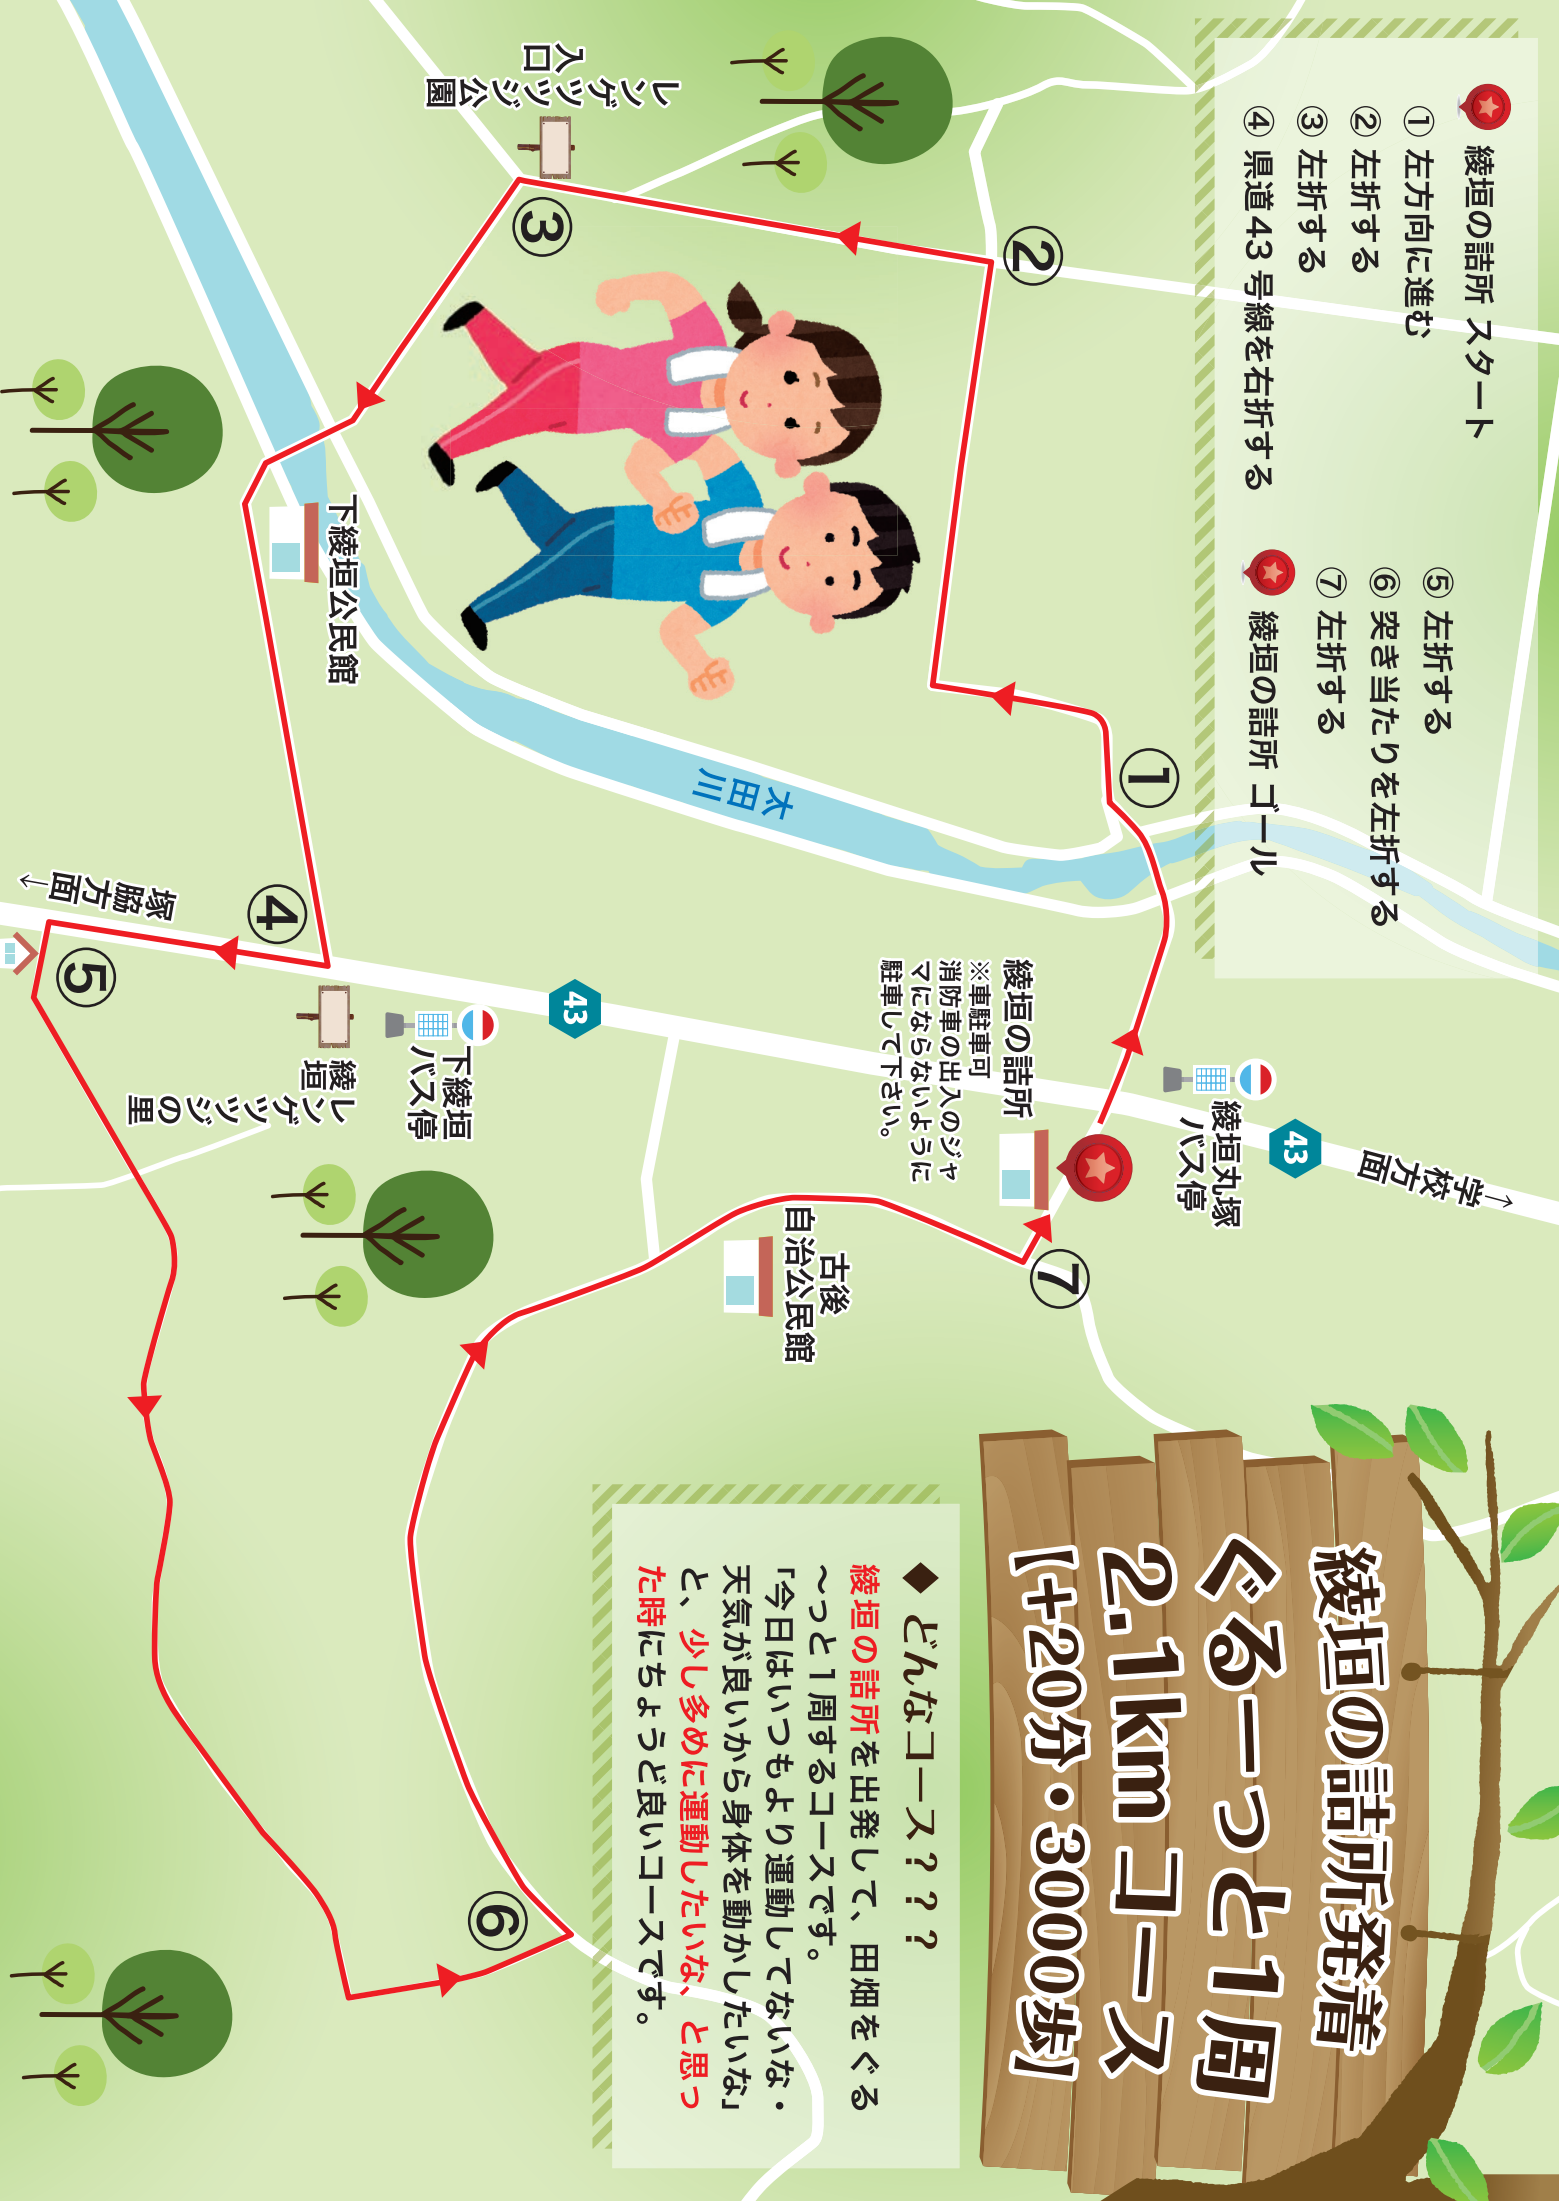 綾垣の詰所発着
ぐるーっと1周
2.1kmコース
【+20分・3000歩】
綾垣の詰所 スタート
① 左方向に進む
② 左折する
③ 左折する
④ 県道43号線を右折する
⑤ 左折する
⑥ 突き当たりを左折する
⑦ 左折する
綾垣の詰所 ゴール
◆ どんなコース？？？
綾垣の詰所を出発して、田畑をぐる
～っと1周するコースです。
「今日はいつもより運動してないな・
天気が良いから身体を動かしたいな」
と、少し多めに運動したいな、と思っ
た時にちょうど良いコースです。
学校方面
→
43
綾垣丸塚
バス停
綾垣の詰所
※車駐車可
消防車の出入のジャ
マにならないように
駐車して下さい。
①
②
③
④
⑤
⑥
⑦
太田川
古後
自治公民館
43
下綾垣
バス停
綾垣
レンゲツツジの里
レンゲツツジ公園
入口
下綾垣公民館
塚脇方面
←